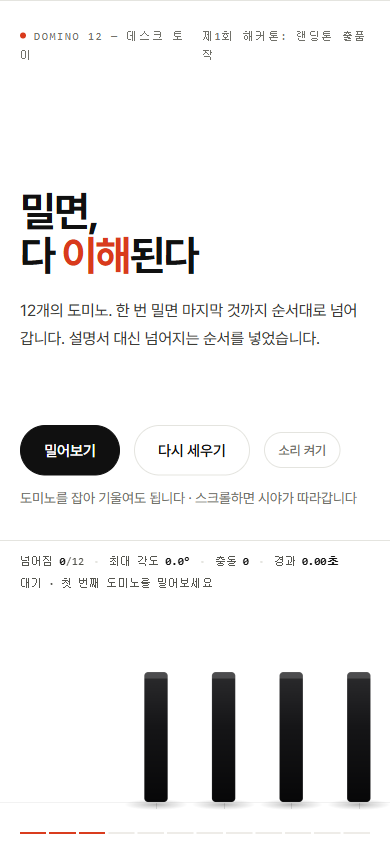 DOMINO 12 — 데스크 토이
제1회 해커톤: 랜딩톤 출품작
밀면,
다 이해된다
12개의 도미노. 한 번 밀면 마지막 것까지 순서대로 넘어
갑니다. 설명서 대신 넘어지는 순서를 넣었습니다.
밀어보기 다시 세우기 소리 켜기
도미노를 잡아 기울여도 됩니다 · 스크롤하면 시야가 따라갑니다
넘어짐 0/12 · 최대 각도 0.0° · 충돌 0 · 경과 0.00초
대기 · 첫 번째 도미노를 밀어보세요